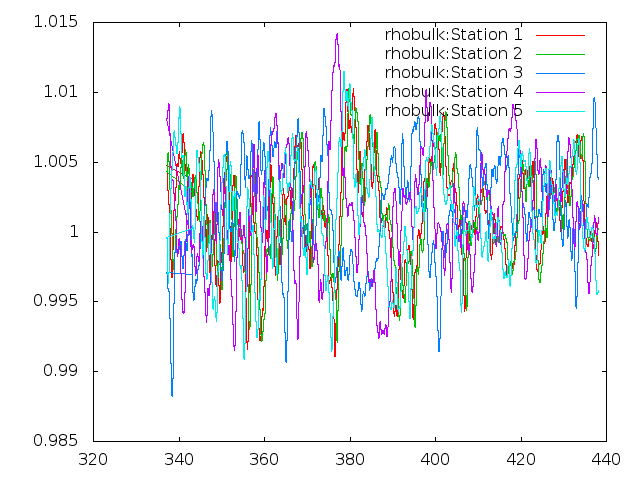 1.015
1.01
1.005
1
0.995
0.99
0.985
320
340
360
380
400
420
440
rhobulk:Station 1
rhobulk:Station 2
rhobulk:Station 3
rhobulk:Station 4
rhobulk:Station 5